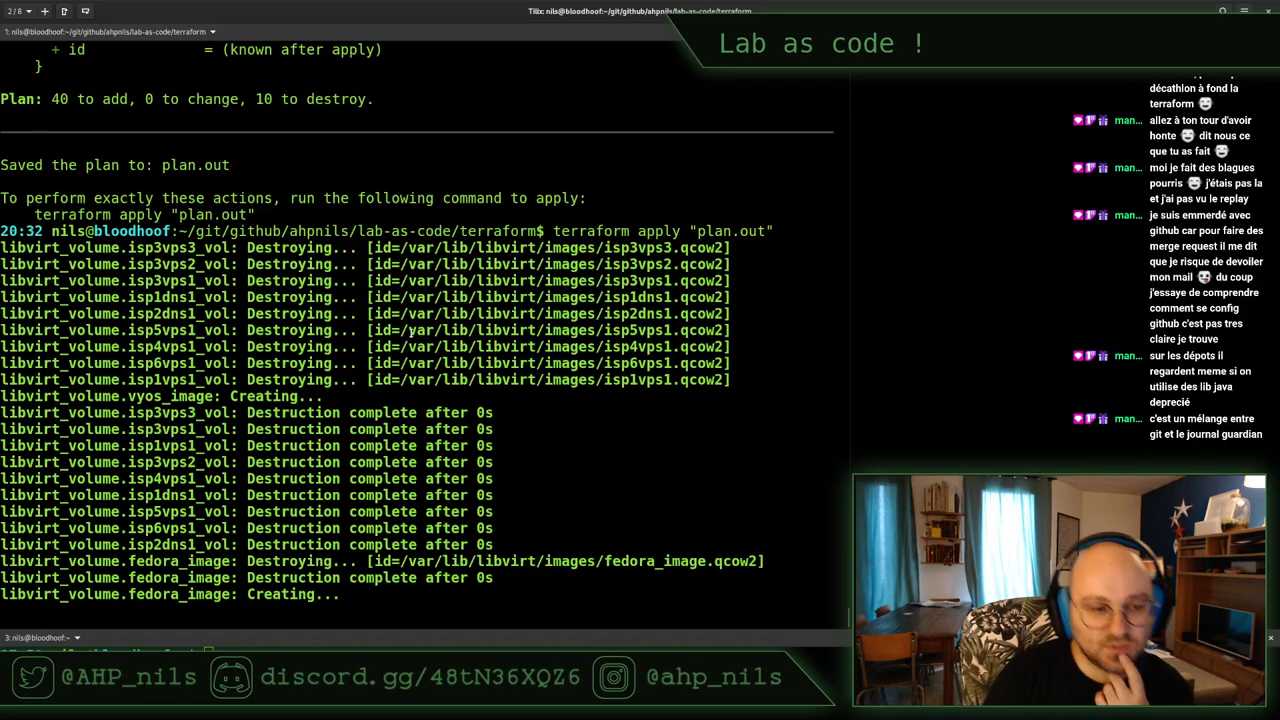 2 / 8
Tilix: nils@bloodhoof:~/git/github/ahpnils/lab-as-code/terraform
1: nils@bloodhoof:~/git/github/ahpnils/lab-as-code/terraform
Lab as code !
+ id = (known after apply)
}
Plan: 40 to add, 0 to change, 10 to destroy.
Saved the plan to: plan.out
To perform exactly these actions, run the following command to apply:
terraform apply "plan.out"
20:32 nils@bloodhoof:~/git/github/ahpnils/lab-as-code/terraform$ terraform apply "plan.out"
libvirt_volume.isp3vps3_vol: Destroying... [id=/var/lib/libvirt/images/isp3vps3.qcow2]
libvirt_volume.isp3vps2_vol: Destroying... [id=/var/lib/libvirt/images/isp3vps2.qcow2]
libvirt_volume.isp3vps1_vol: Destroying... [id=/var/lib/libvirt/images/isp3vps1.qcow2]
libvirt_volume.isp1dns1_vol: Destroying... [id=/var/lib/libvirt/images/isp1dns1.qcow2]
libvirt_volume.isp2dns1_vol: Destroying... [id=/var/lib/libvirt/images/isp2dns1.qcow2]
libvirt_volume.isp5vps1_vol: Destroying... [id=/var/lib/libvirt/images/isp5vps1.qcow2]
libvirt_volume.isp4vps1_vol: Destroying... [id=/var/lib/libvirt/images/isp4vps1.qcow2]
libvirt_volume.isp6vps1_vol: Destroying... [id=/var/lib/libvirt/images/isp6vps1.qcow2]
libvirt_volume.isp1vps1_vol: Destroying... [id=/var/lib/libvirt/images/isp1vps1.qcow2]
libvirt_volume.vyos_image: Creating...
libvirt_volume.isp3vps3_vol: Destruction complete after 0s
libvirt_volume.isp3vps1_vol: Destruction complete after 0s
libvirt_volume.isp1vps1_vol: Destruction complete after 0s
libvirt_volume.isp3vps2_vol: Destruction complete after 0s
libvirt_volume.isp4vps1_vol: Destruction complete after 0s
libvirt_volume.isp1dns1_vol: Destruction complete after 0s
libvirt_volume.isp5vps1_vol: Destruction complete after 0s
libvirt_volume.isp6vps1_vol: Destruction complete after 0s
libvirt_volume.isp2dns1_vol: Destruction complete after 0s
libvirt_volume.fedora_image: Destroying... [id=/var/lib/libvirt/images/fedora_image.qcow2]
libvirt_volume.fedora_image: Destruction complete after 0s
libvirt_volume.fedora_image: Creating...
3: nils@bloodhoof:~
décathlon à fond la
terraform
man... allez à ton tour d'avoir
honte dit nous ce
que tu as fait
man... moi je fait des blagues
pourris j'étais pas la
et j'ai pas vu le replay
man... je suis emmerdé avec
github car pour faires des
merge request il me dit
que je risque de devoiler
mon mail du coup
j'essaye de comprendre
comment se config
github c'est pas tres
claire je trouve
man... sur les dépots il
regardent meme si on
utilise des lib java
deprecié
man... c'est un mélange entre
git et le journal guardian
@AHP_nils
discord.gg/48tN36XQZ6
@ahp_nils